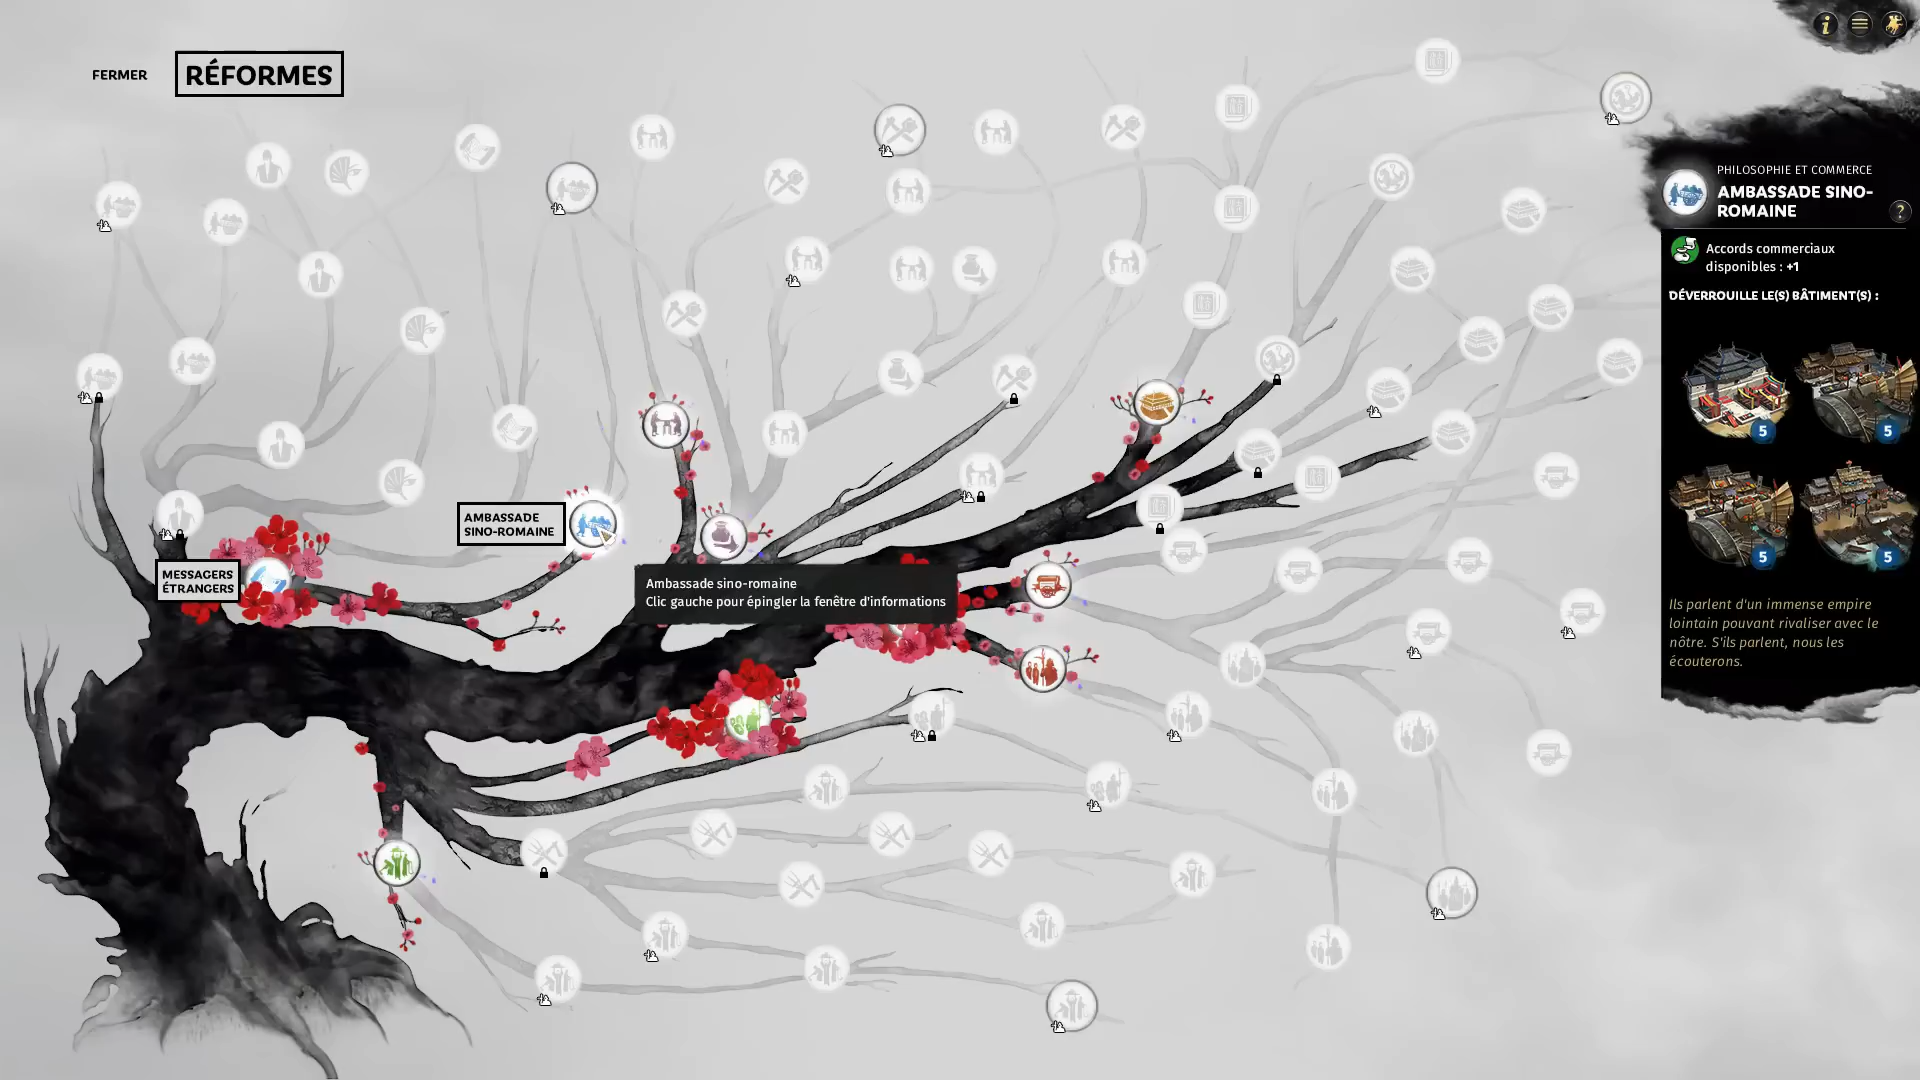 FERMER
RÉFORMES
PHILOSOPHIE ET COMMERCE
AMBASSADE SINO-
ROMAINE
?
Accords commerciaux
disponibles : +1
DÉVERROUILLE LE(S) BÂTIMENT(S) :
5
5
5
5
Ils parlent d'un immense empire
lointain pouvant rivaliser avec le
nôtre. S'ils parlent, nous les
écouterons.
AMBASSADE
SINO-ROMAINE
MESSAGERS
ÉTRANGERS
Ambassade sino-romaine
Clic gauche pour épingler la fenêtre d'informations